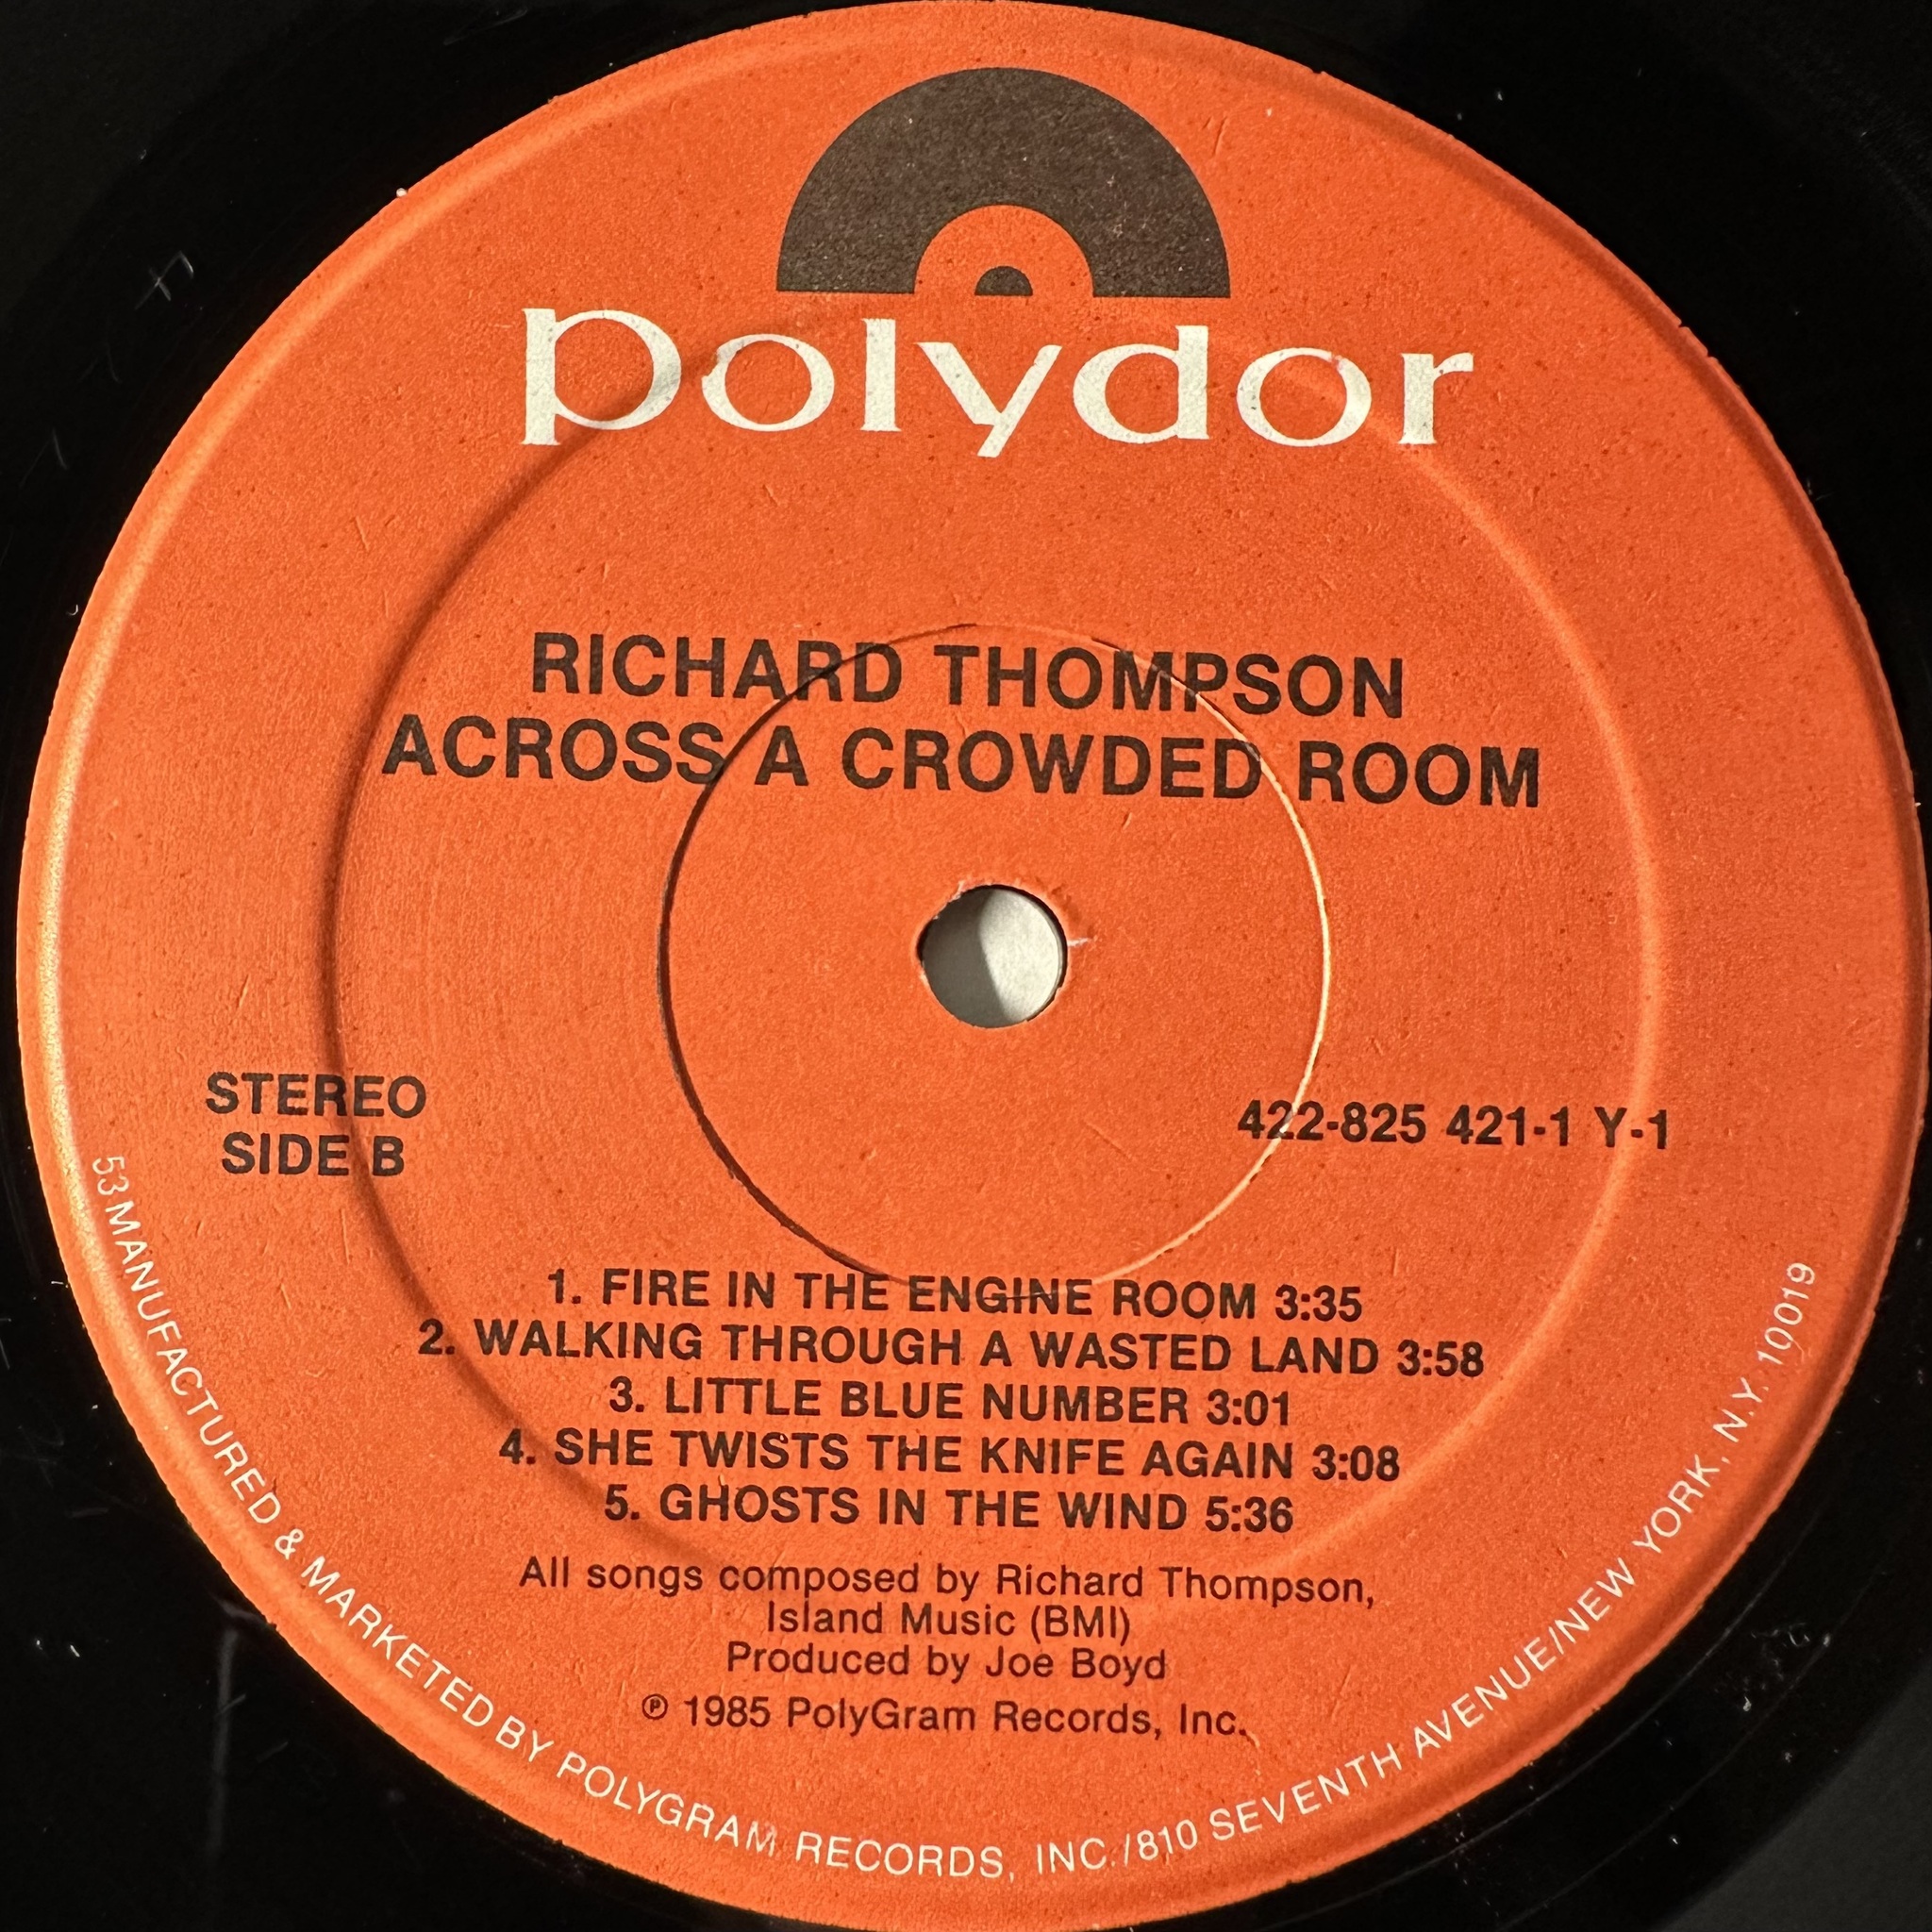 polydor
RICHARD THOMPSON
ACROSS A CROWDED ROOM
STEREO
SIDE B
422-825 421-1 Y-1
1. FIRE IN THE ENGINE ROOM 3:35
2. WALKING THROUGH A WASTED LAND 3:58
3. LITTLE BLUE NUMBER 3:01
4. SHE TWISTS THE KNIFE AGAIN 3:08
5. GHOSTS IN THE WIND 5:36
All songs composed by Richard Thompson,
Island Music (BMI)
Produced by Joe Boyd
℗ 1985 PolyGram Records, Inc.
53 MANUFACTURED & MARKETED BY POLYGRAM RECORDS, INC./810 SEVENTH AVENUE/NEW YORK, N.Y. 10019